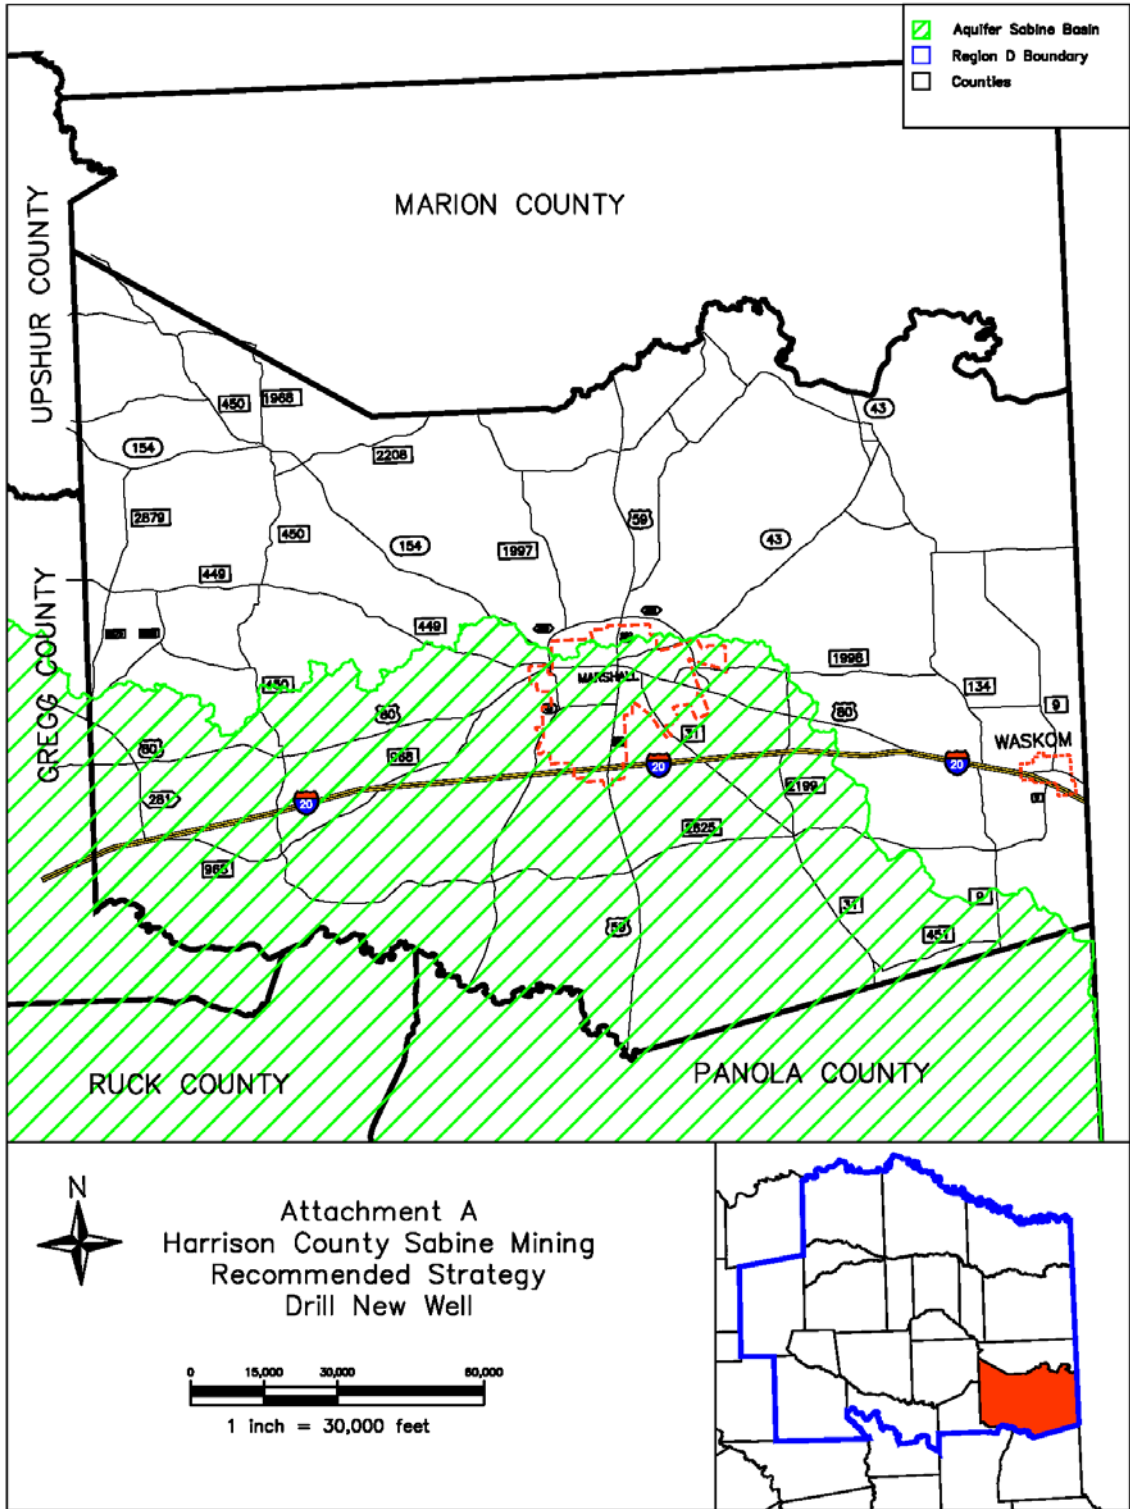 Aquifer Sabine Basin
Region D Boundary
Counties
MARION COUNTY
UPSHUR COUNTY
GREGG COUNTY
450
1968
43
154
2208
2879
450
154
1997
59
43
449
449
1998
450
MARSHALL
134
9
80
80
31
WASKOM
80
968
20
20
281
20
2199
2625
968
31
9
451
59
RUCK COUNTY
PANOLA COUNTY
N
Attachment A
Harrison County Sabine Mining
Recommended Strategy
Drill New Well
0 15,000 30,000 60,000
1 inch = 30,000 feet